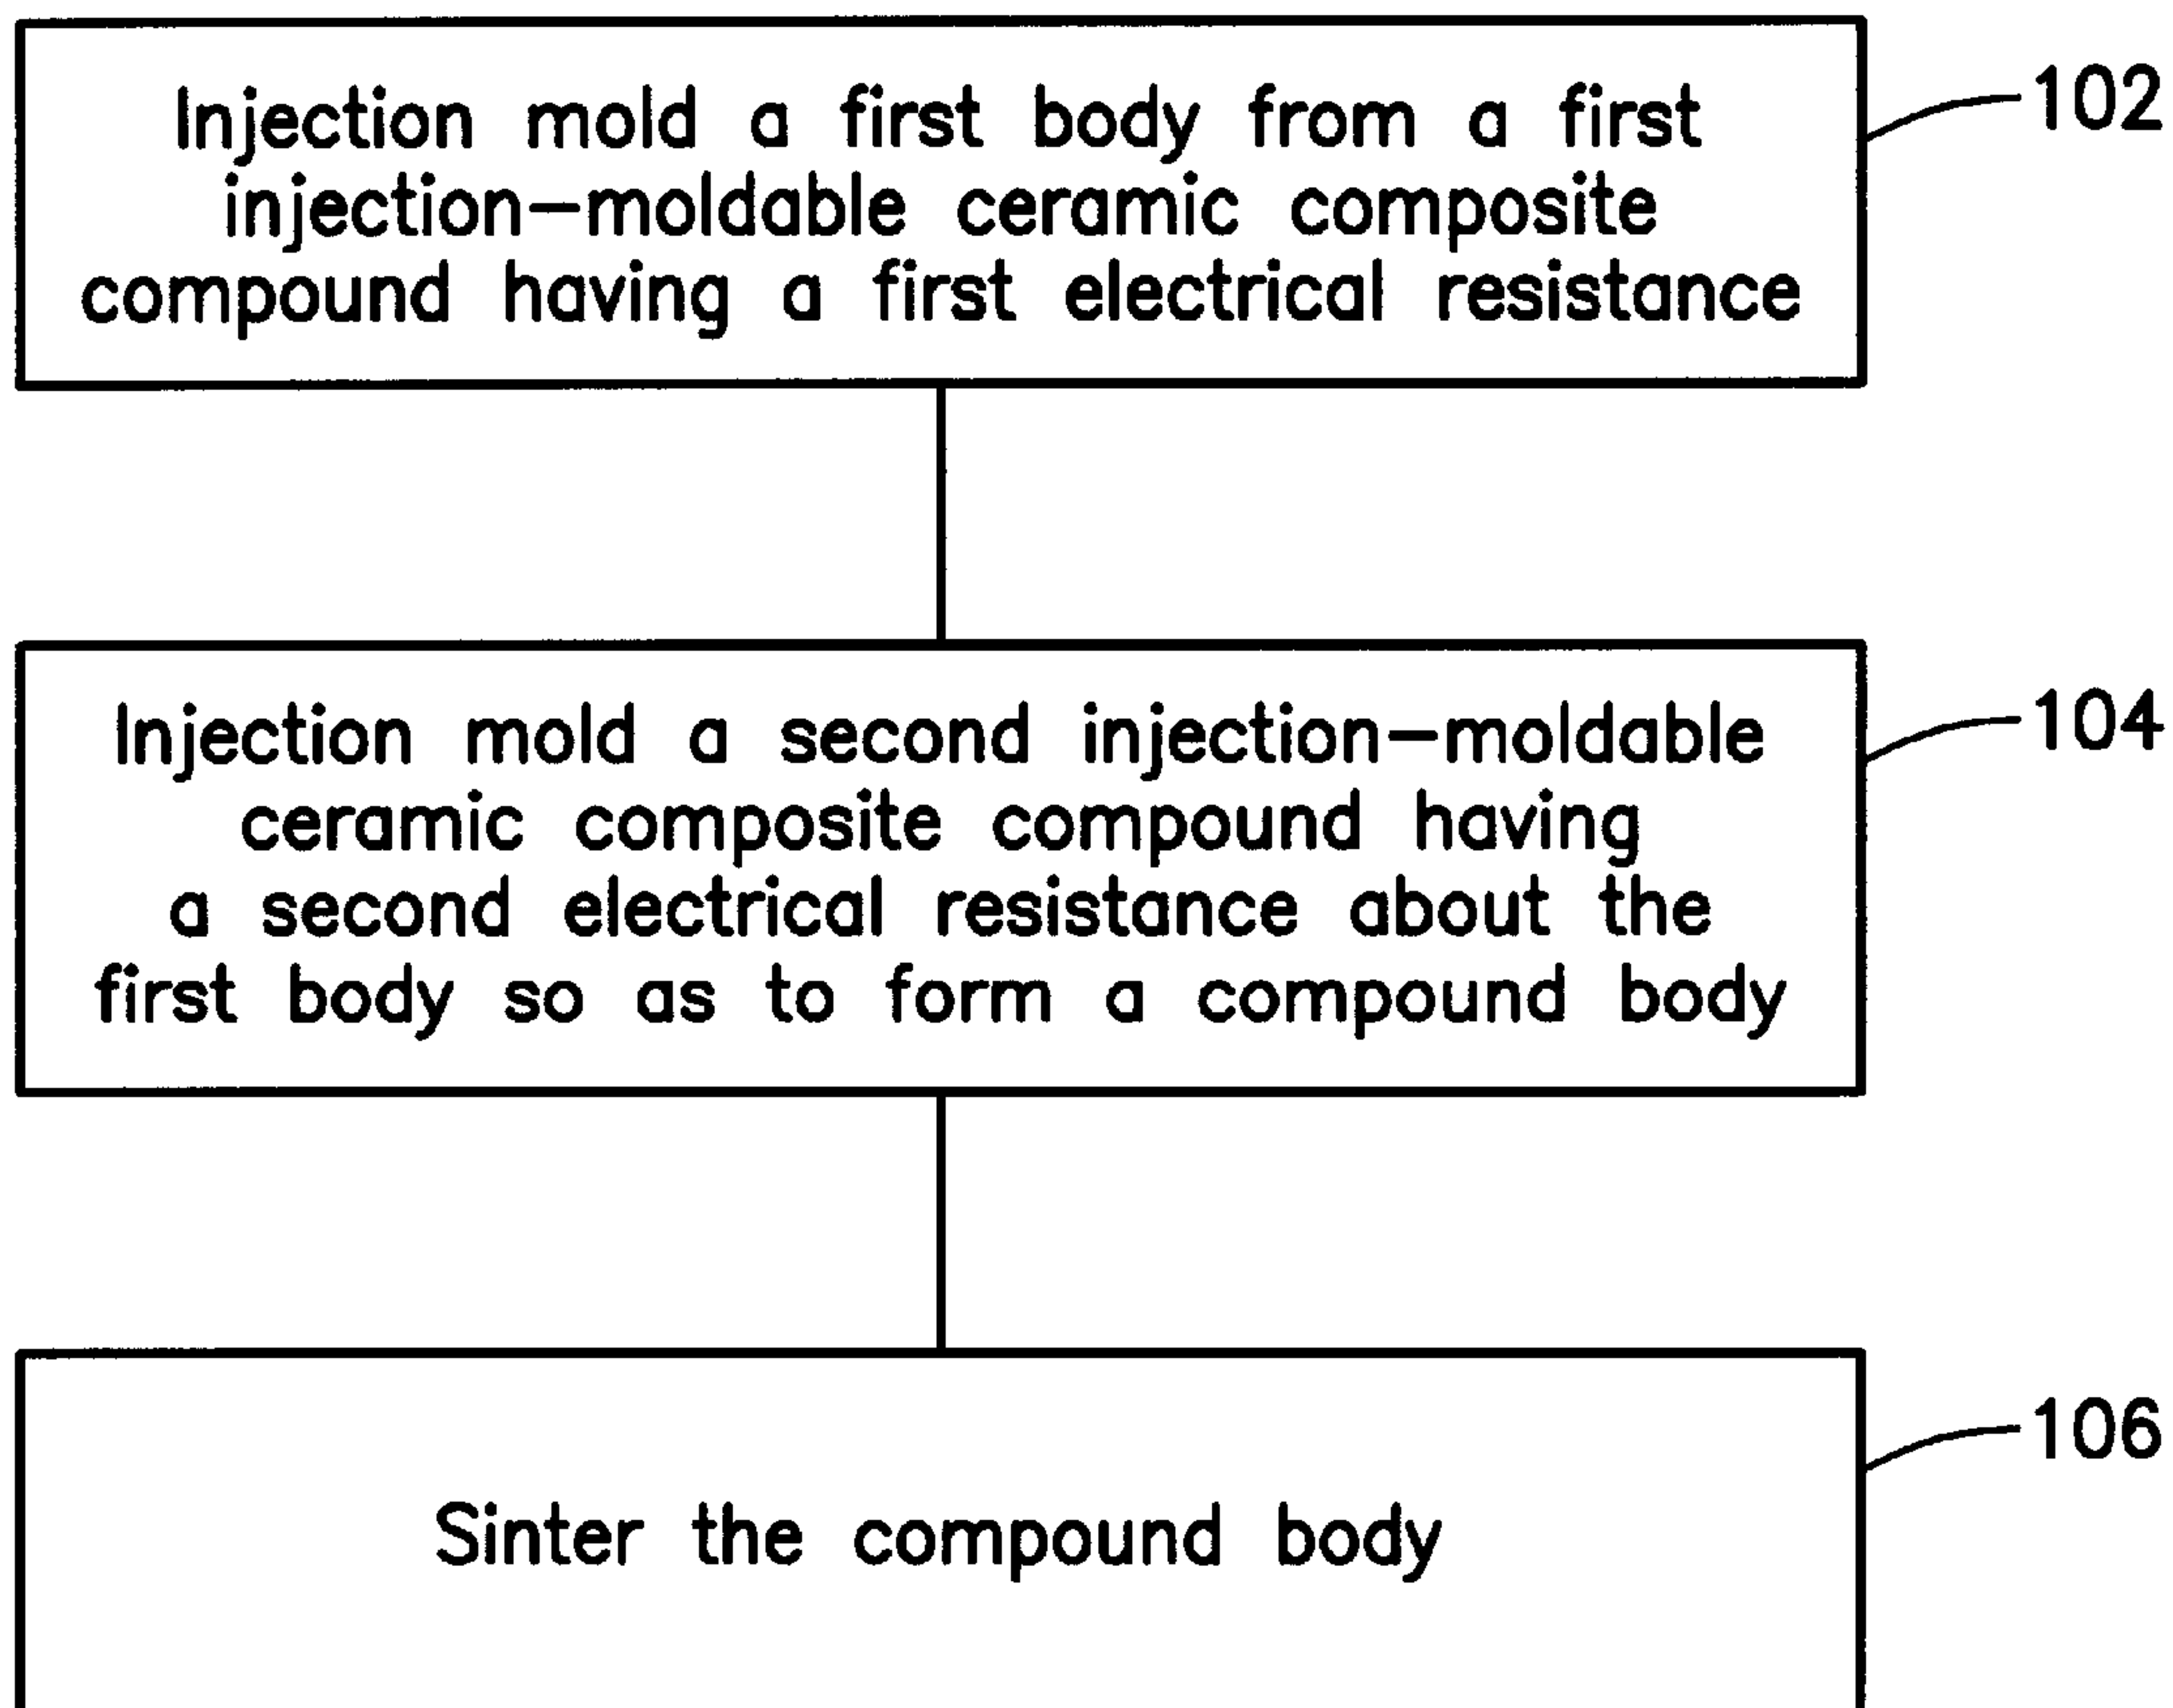 Injection mold a first body from a first
injection-moldable ceramic composite
compound having a first electrical resistance
102
Injection mold a second injection-moldable
ceramic composite compound having
a second electrical resistance about the
first body so as to form a compound body
104
Sinter the compound body
106